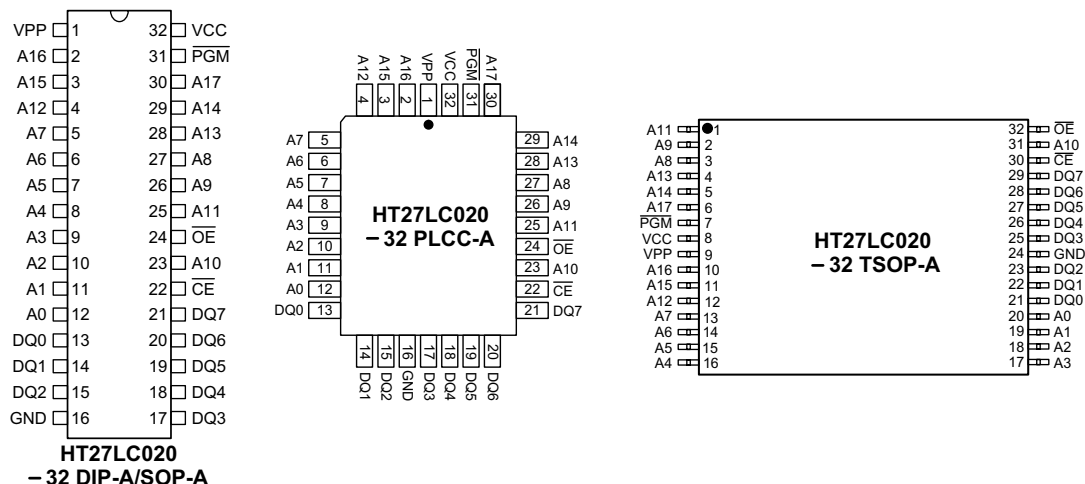 VPP 1 32 VCC
A16 2 31 PGM
A15 3 30 A17
A12 4 29 A14
A7 5 28 A13
A6 6 27 A8
A5 7 26 A9
A4 8 25 A11
A3 9 24 OE
A2 10 23 A10
A1 11 22 CE
A0 12 21 DQ7
DQ0 13 20 DQ6
DQ1 14 19 DQ5
DQ2 15 18 DQ4
GND 16 17 DQ3
HT27LC020
– 32 DIP-A/SOP-A
A12 A15 A16 VPP VCC PGM A17
4 3 2 1 32 31 30
A7 5 29 A14
A6 6 28 A13
A5 7 27 A8
A4 8 26 A9
A3 9 25 A11
A2 10 24 OE
A1 11 23 A10
A0 12 22 CE
DQ0 13 21 DQ7
HT27LC020
– 32 PLCC-A
14 15 16 17 18 19 20
DQ1 DQ2 GND DQ3 DQ4 DQ5 DQ6
A11 1 32 OE
A9 2 31 A10
A8 3 30 CE
A13 4 29 DQ7
A14 5 28 DQ6
A17 6 27 DQ5
PGM 7 26 DQ4
VCC 8 25 DQ3
VPP 9 24 GND
A16 10 23 DQ2
A15 11 22 DQ1
A12 12 21 DQ0
A7 13 20 A0
A6 14 19 A1
A5 15 18 A2
A4 16 17 A3
HT27LC020
– 32 TSOP-A